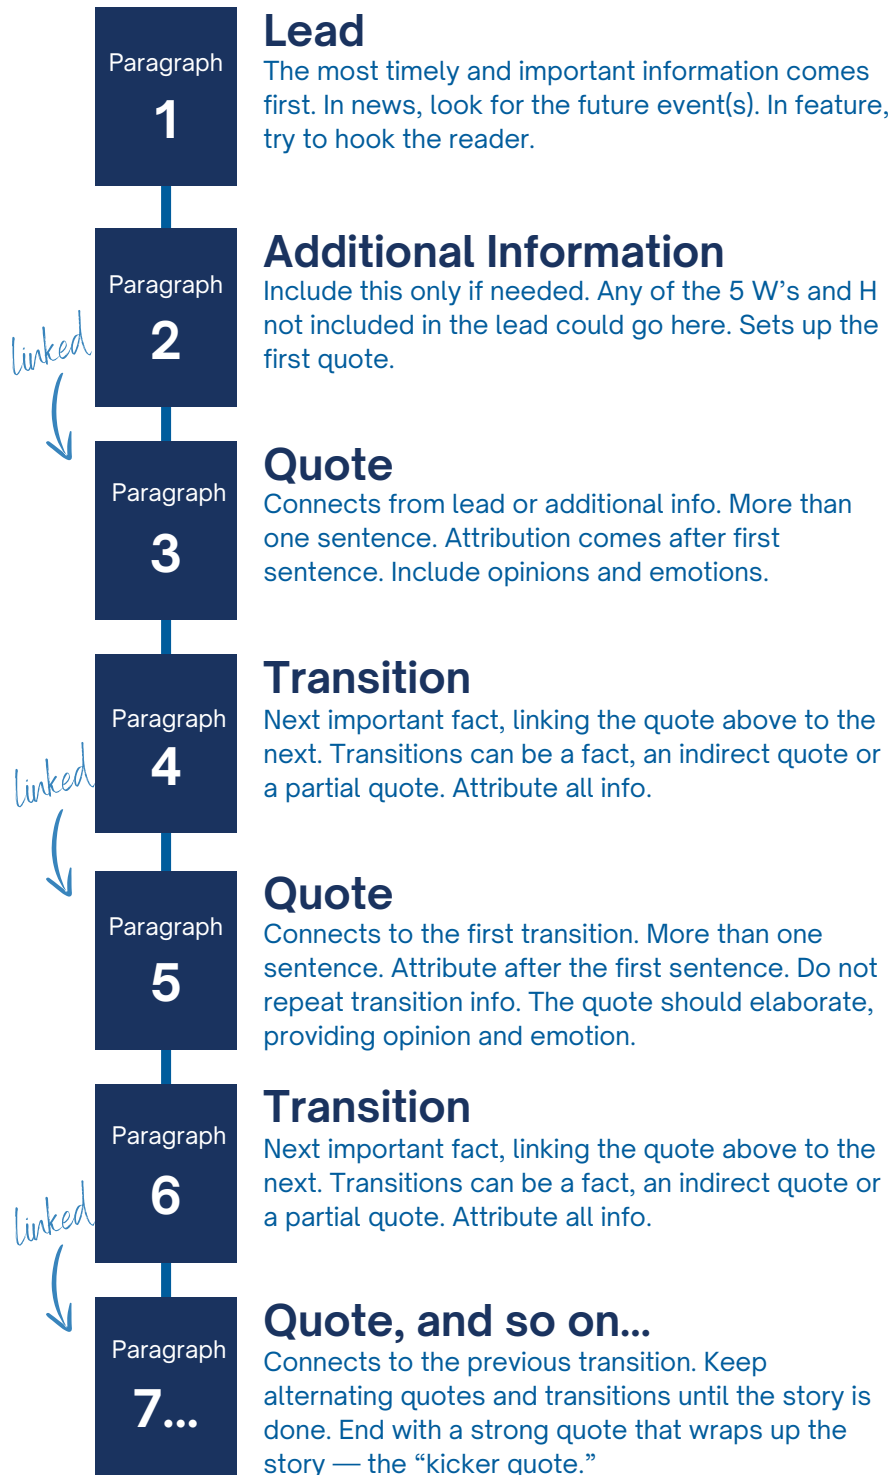 Paragraph
1
Lead
The most timely and important information comes
first. In news, look for the future event(s). In feature,
try to hook the reader.
Paragraph
2
Additional Information
Include this only if needed. Any of the 5 W’s and H
not included in the lead could go here. Sets up the
first quote.
linked
Paragraph
3
Quote
Connects from lead or additional info. More than
one sentence. Attribution comes after first
sentence. Include opinions and emotions.
Paragraph
4
Transition
Next important fact, linking the quote above to the
next. Transitions can be a fact, an indirect quote or
a partial quote. Attribute all info.
linked
Paragraph
5
Quote
Connects to the first transition. More than one
sentence. Attribute after the first sentence. Do not
repeat transition info. The quote should elaborate,
providing opinion and emotion.
Paragraph
6
Transition
Next important fact, linking the quote above to the
next. Transitions can be a fact, an indirect quote or
a partial quote. Attribute all info.
linked
Paragraph
7...
Quote, and so on...
Connects to the previous transition. Keep
alternating quotes and transitions until the story is
done. End with a strong quote that wraps up the
story — the “kicker quote.”